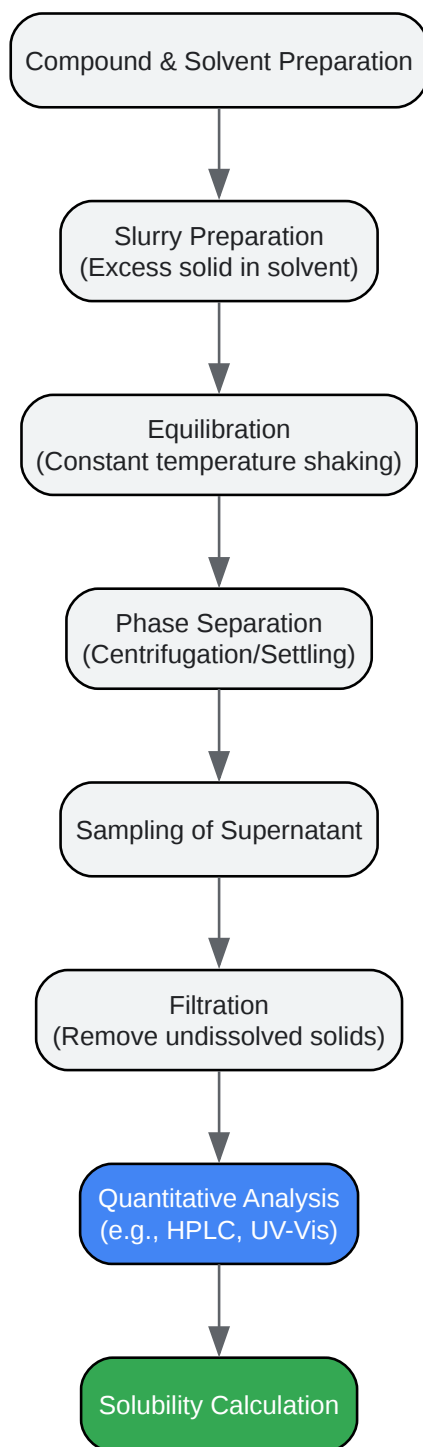 Compound & Solvent Preparation
Slurry Preparation
(Excess solid in solvent)
Equilibration
(Constant temperature shaking)
Phase Separation
(Centrifugation/Settling)
Sampling of Supernatant
Filtration
(Remove undissolved solids)
Quantitative Analysis
(e.g., HPLC, UV-Vis)
Solubility Calculation